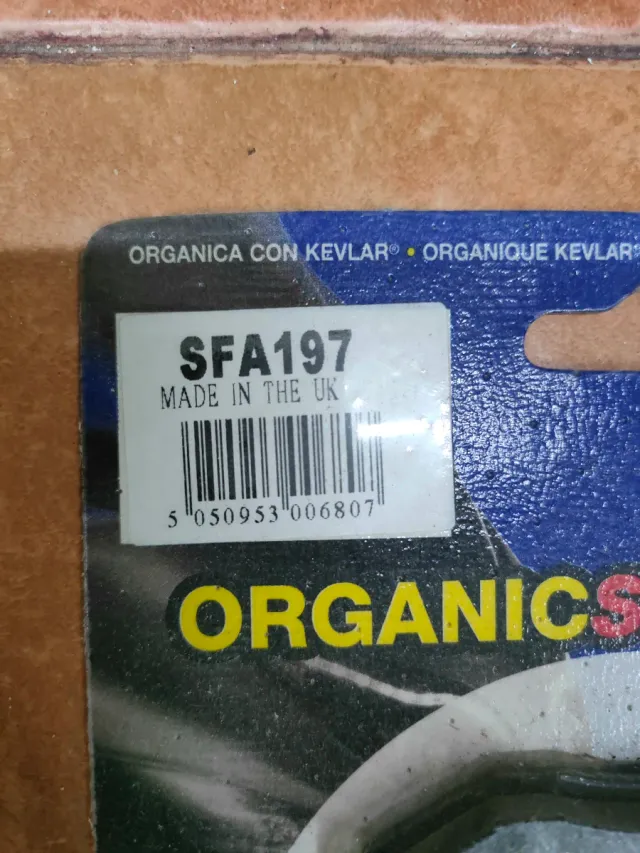 ORGANICA CON KEVLAR® • ORGANIQUE KEVLAR
SFA197
MADE IN THE UK
5 050953 006807
ORGANICS